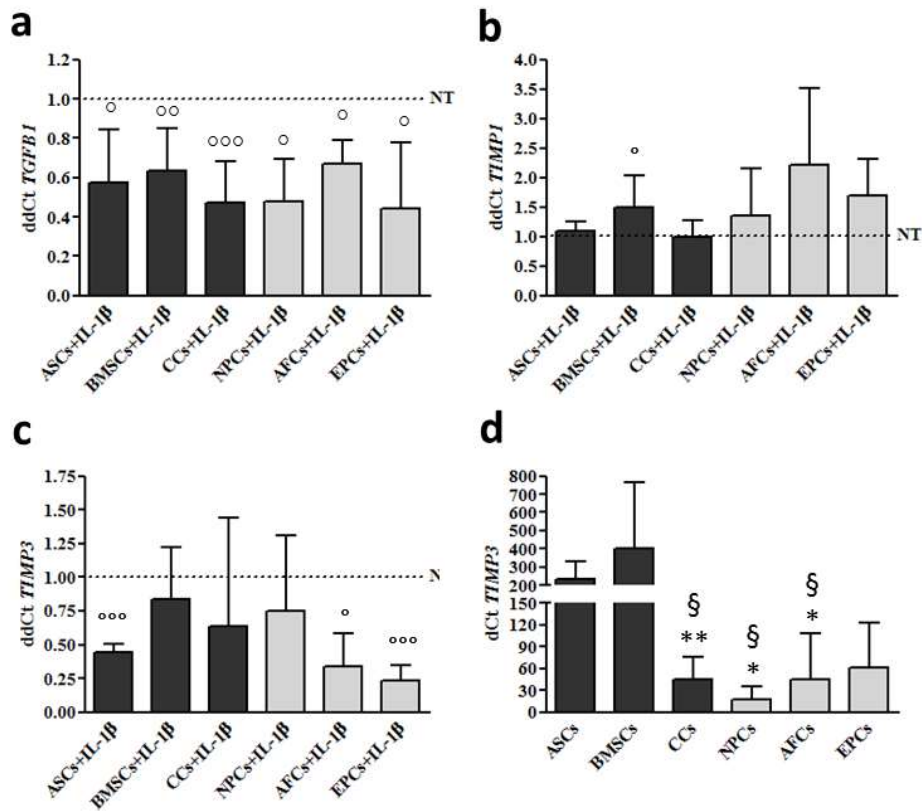 a
ddCt TGFB1
1.2
1.0
0.8
0.6
0.4
0.2
0.0
NT
○
○○
○○○
○
○
○
ASCs+IL-1β
BMSCs+IL-1β
CCs+IL-1β
NPCs+IL-1β
AFCs+IL-1β
EPCs+IL-1β
b
ddCt TIMP1
4.0
3.5
3.0
2.5
2.0
1.5
1.0
0.5
0.0
NT
°
ASCs+IL-1β
BMSCs+IL-1β
CCs+IL-1β
NPCs+IL-1β
AFCs+IL-1β
EPCs+IL-1β
c
ddCt TIMP3
1.75
1.50
1.25
1.00
0.75
0.50
0.25
0.00
N
°°°
°
°°°
ASCs+IL-1β
BMSCs+IL-1β
CCs+IL-1β
NPCs+IL-1β
AFCs+IL-1β
EPCs+IL-1β
d
dCt TIMP3
800
700
600
500
400
300
200
150
120
90
60
30
0
§
**
§
*
§
*
ASCs
BMSCs
CCs
NPCs
AFCs
EPCs